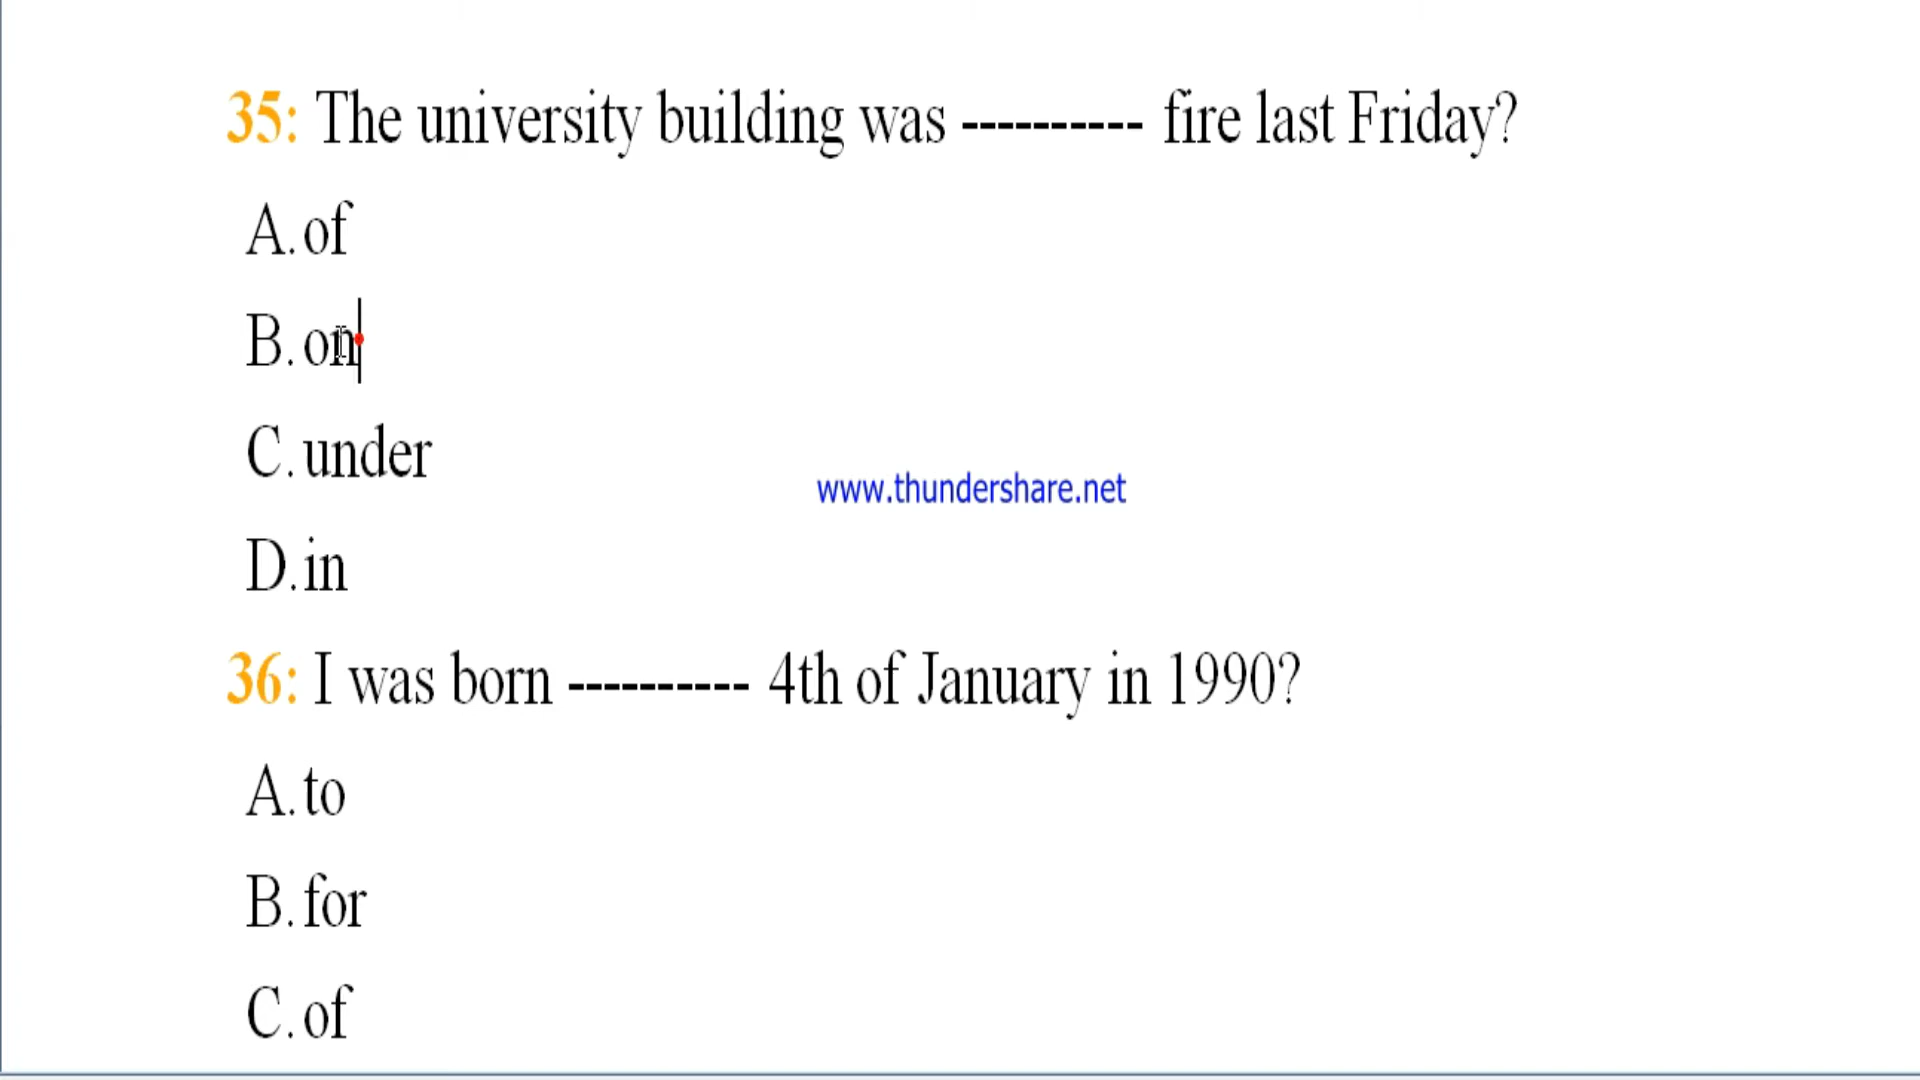 35: The university building was ---------- fire last Friday?
A. of
B. on
C. under
www.thundershare.net
D. in
36: I was born ---------- 4th of January in 1990?
A. to
B. for
C. of